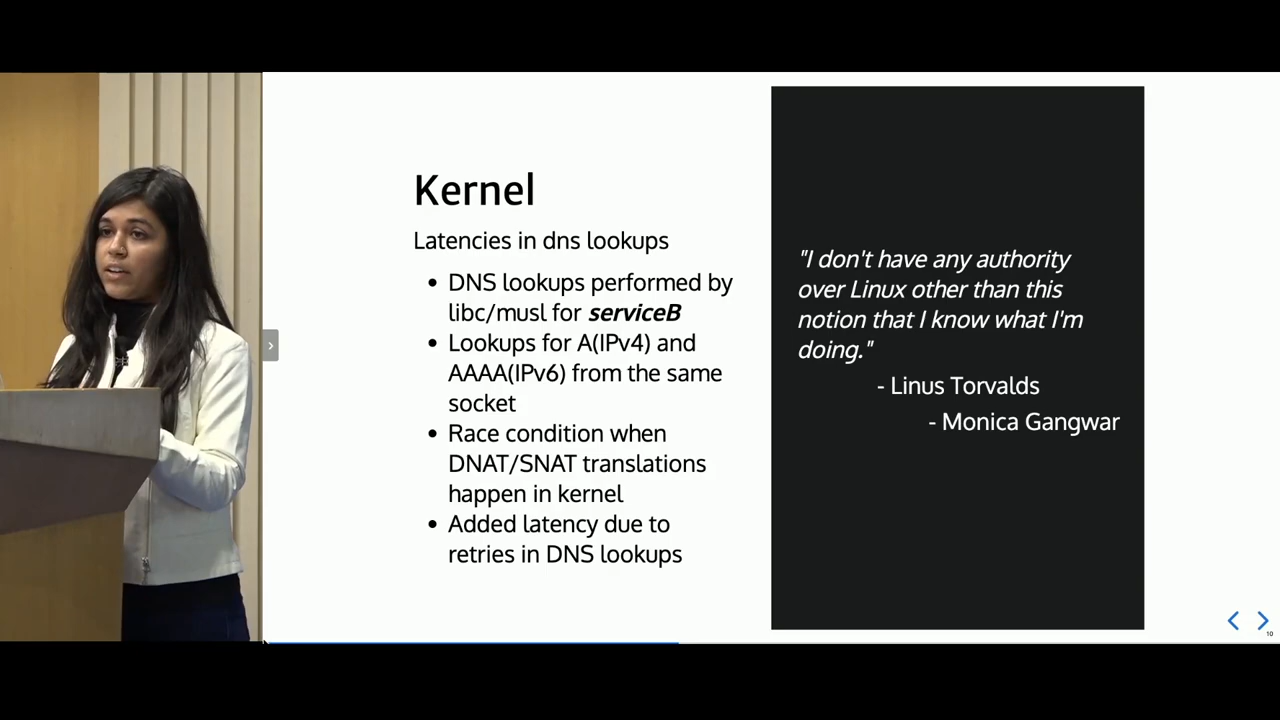 Kernel
Latencies in dns lookups
• DNS lookups performed by
libc/musl for serviceB
• Lookups for A(IPv4) and
AAAA(IPv6) from the same
socket
• Race condition when
DNAT/SNAT translations
happen in kernel
• Added latency due to
retries in DNS lookups
"I don't have any authority
over Linux other than this
notion that I know what I'm
doing."
- Linus Torvalds
- Monica Gangwar
10